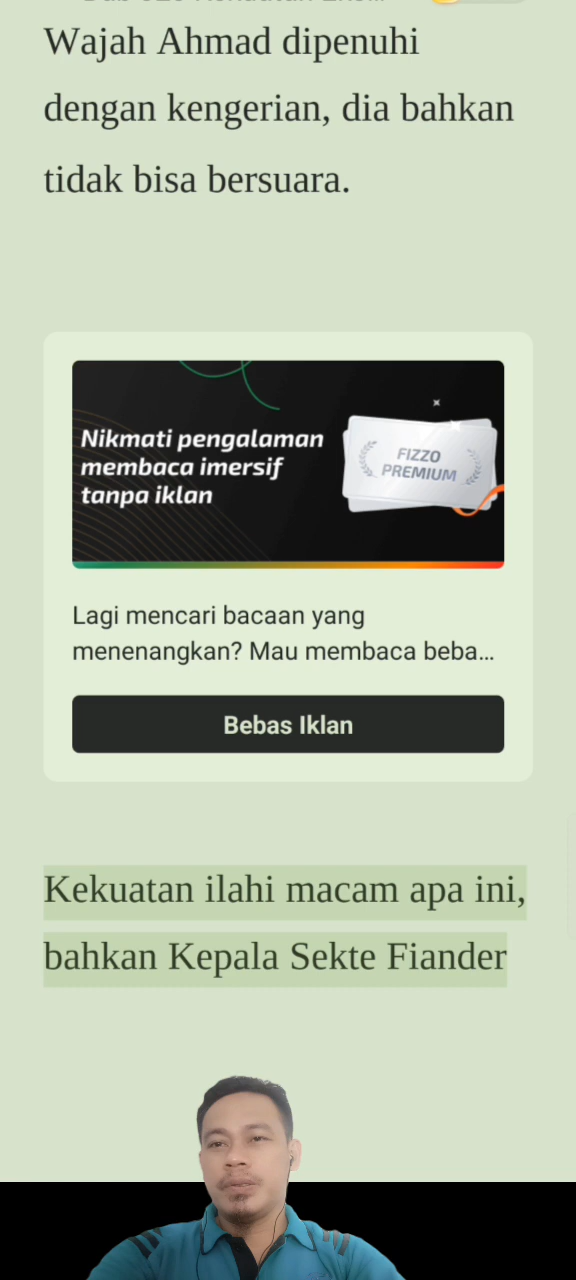 Wajah Ahmad dipenuhi
dengan kengerian, dia bahkan
tidak bisa bersuara.
Nikmati pengalaman
membaca imersif
tanpa iklan
FIZZO
PREMIUM
Lagi mencari bacaan yang
menenangkan? Mau membaca beba...
Bebas Iklan
Kekuatan ilahi macam apa ini,
bahkan Kepala Sekte Fiander